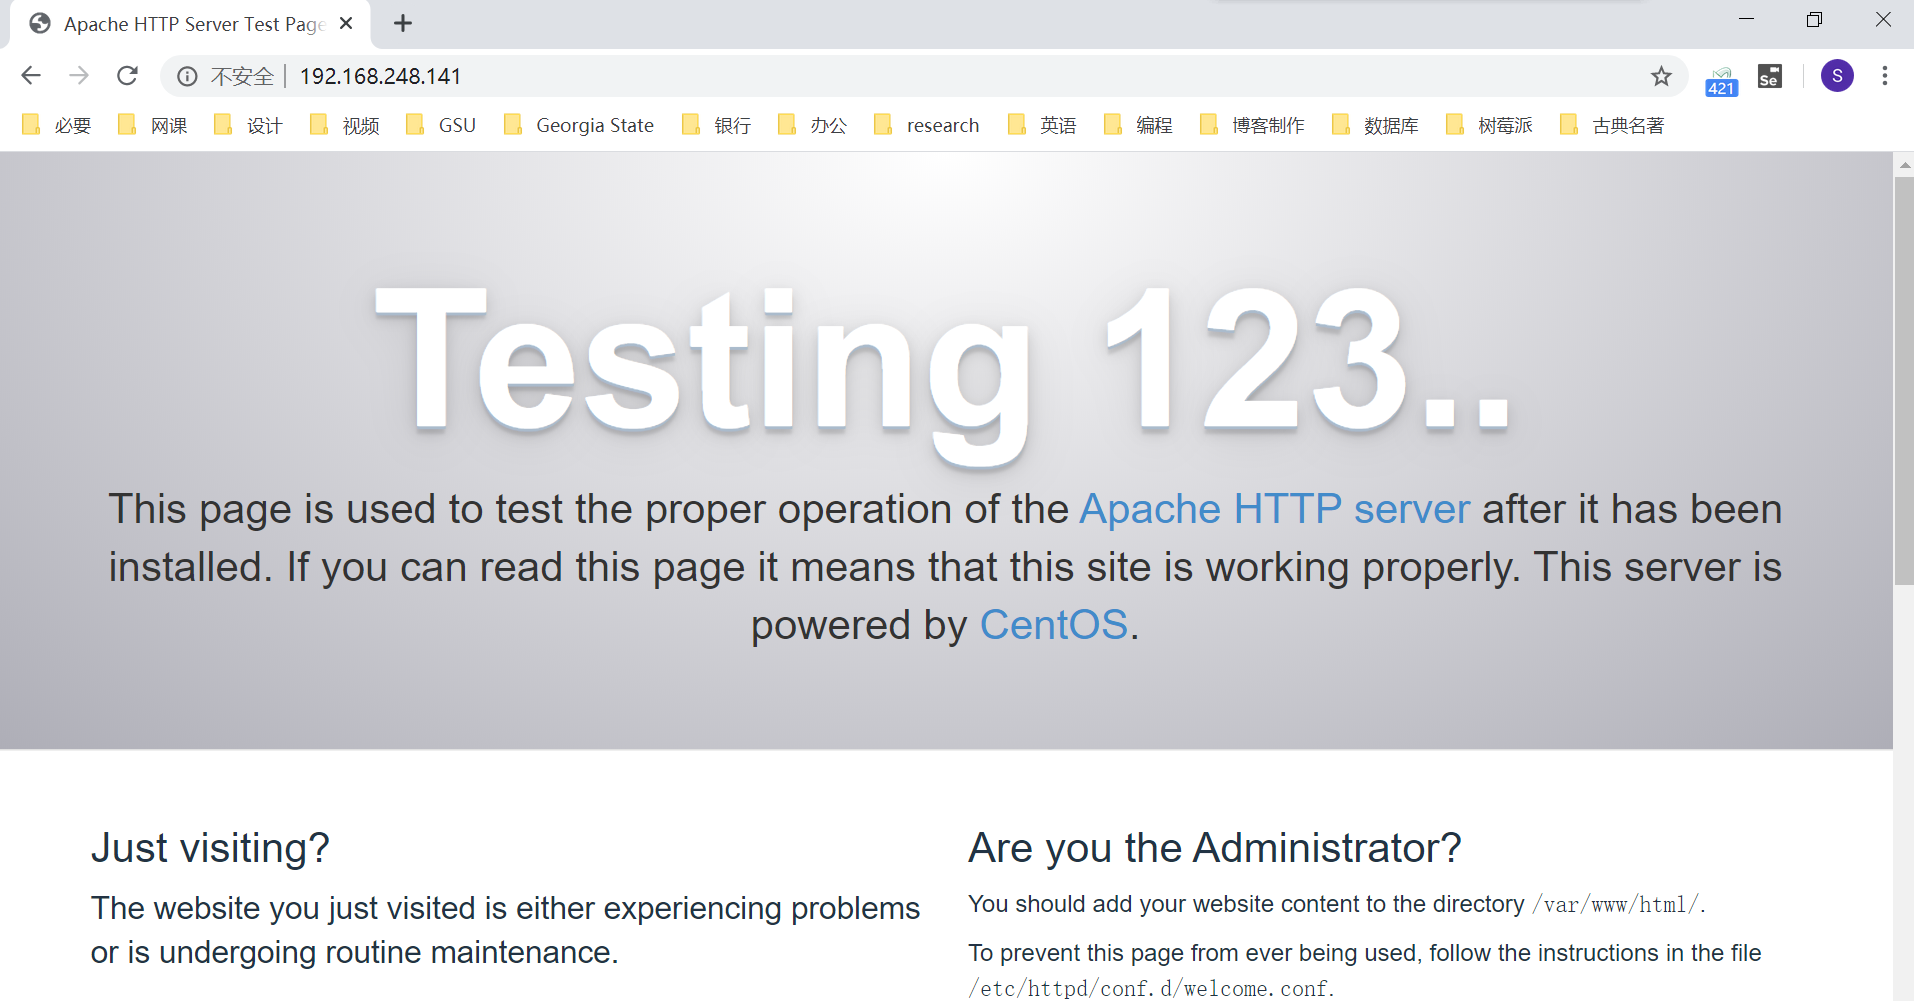 Apache HTTP Server Test Page
不安全 192.168.248.141
421 Se S
必要 网课 设计 视频 GSU Georgia State 银行 办公 research 英语 编程 博客制作 数据库 树莓派 古典名著
Testing 123..
This page is used to test the proper operation of the Apache HTTP server after it has been
installed. If you can read this page it means that this site is working properly. This server is
powered by CentOS.
Just visiting?
The website you just visited is either experiencing problems
or is undergoing routine maintenance.
Are you the Administrator?
You should add your website content to the directory /var/www/html/.
To prevent this page from ever being used, follow the instructions in the file
/etc/httpd/conf.d/welcome.conf.